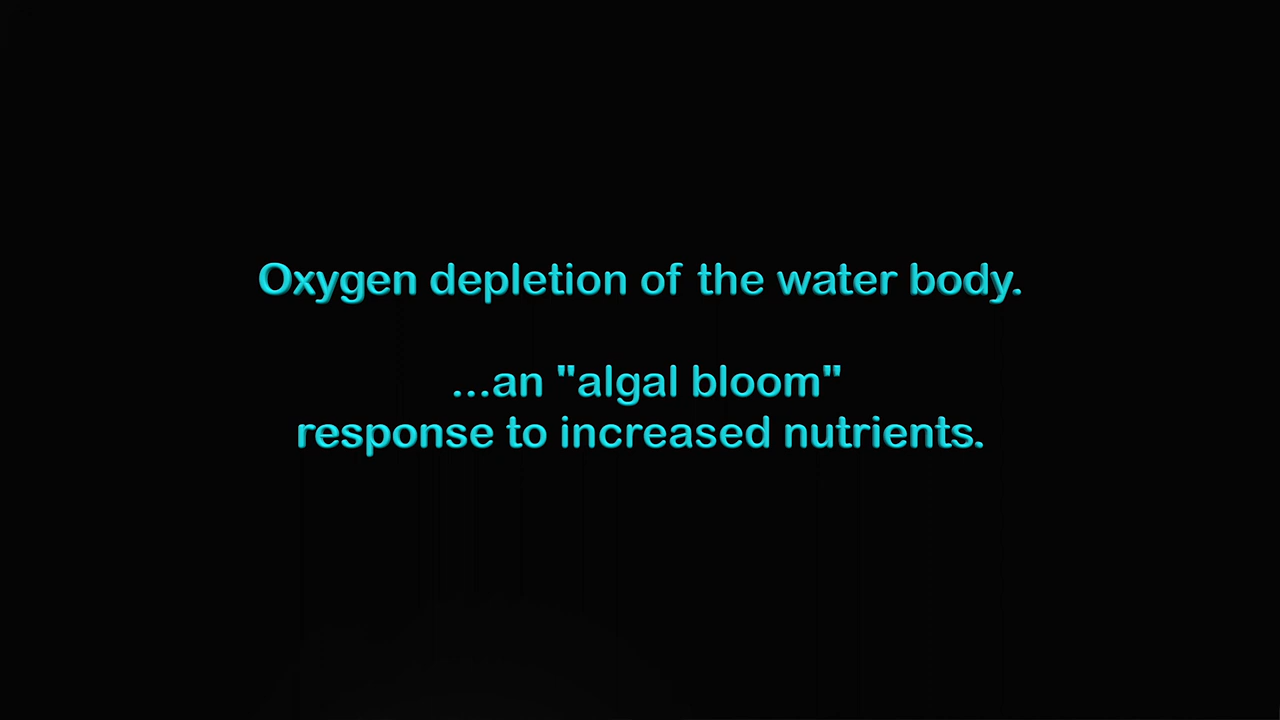 Oxygen depletion of the water body.
...an "algal bloom"
response to increased nutrients.